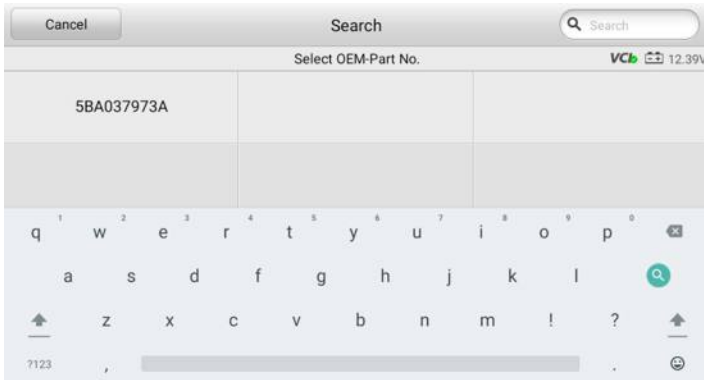 Cancel Search Search
Select OEM-Part No. VCI 12.39V
5BA037973A
1 2 3 4 5 6 7 8 9 0
q w e r t y u i o p
a s d f g h j k l
z x c v b n m ! ?
?123 , .